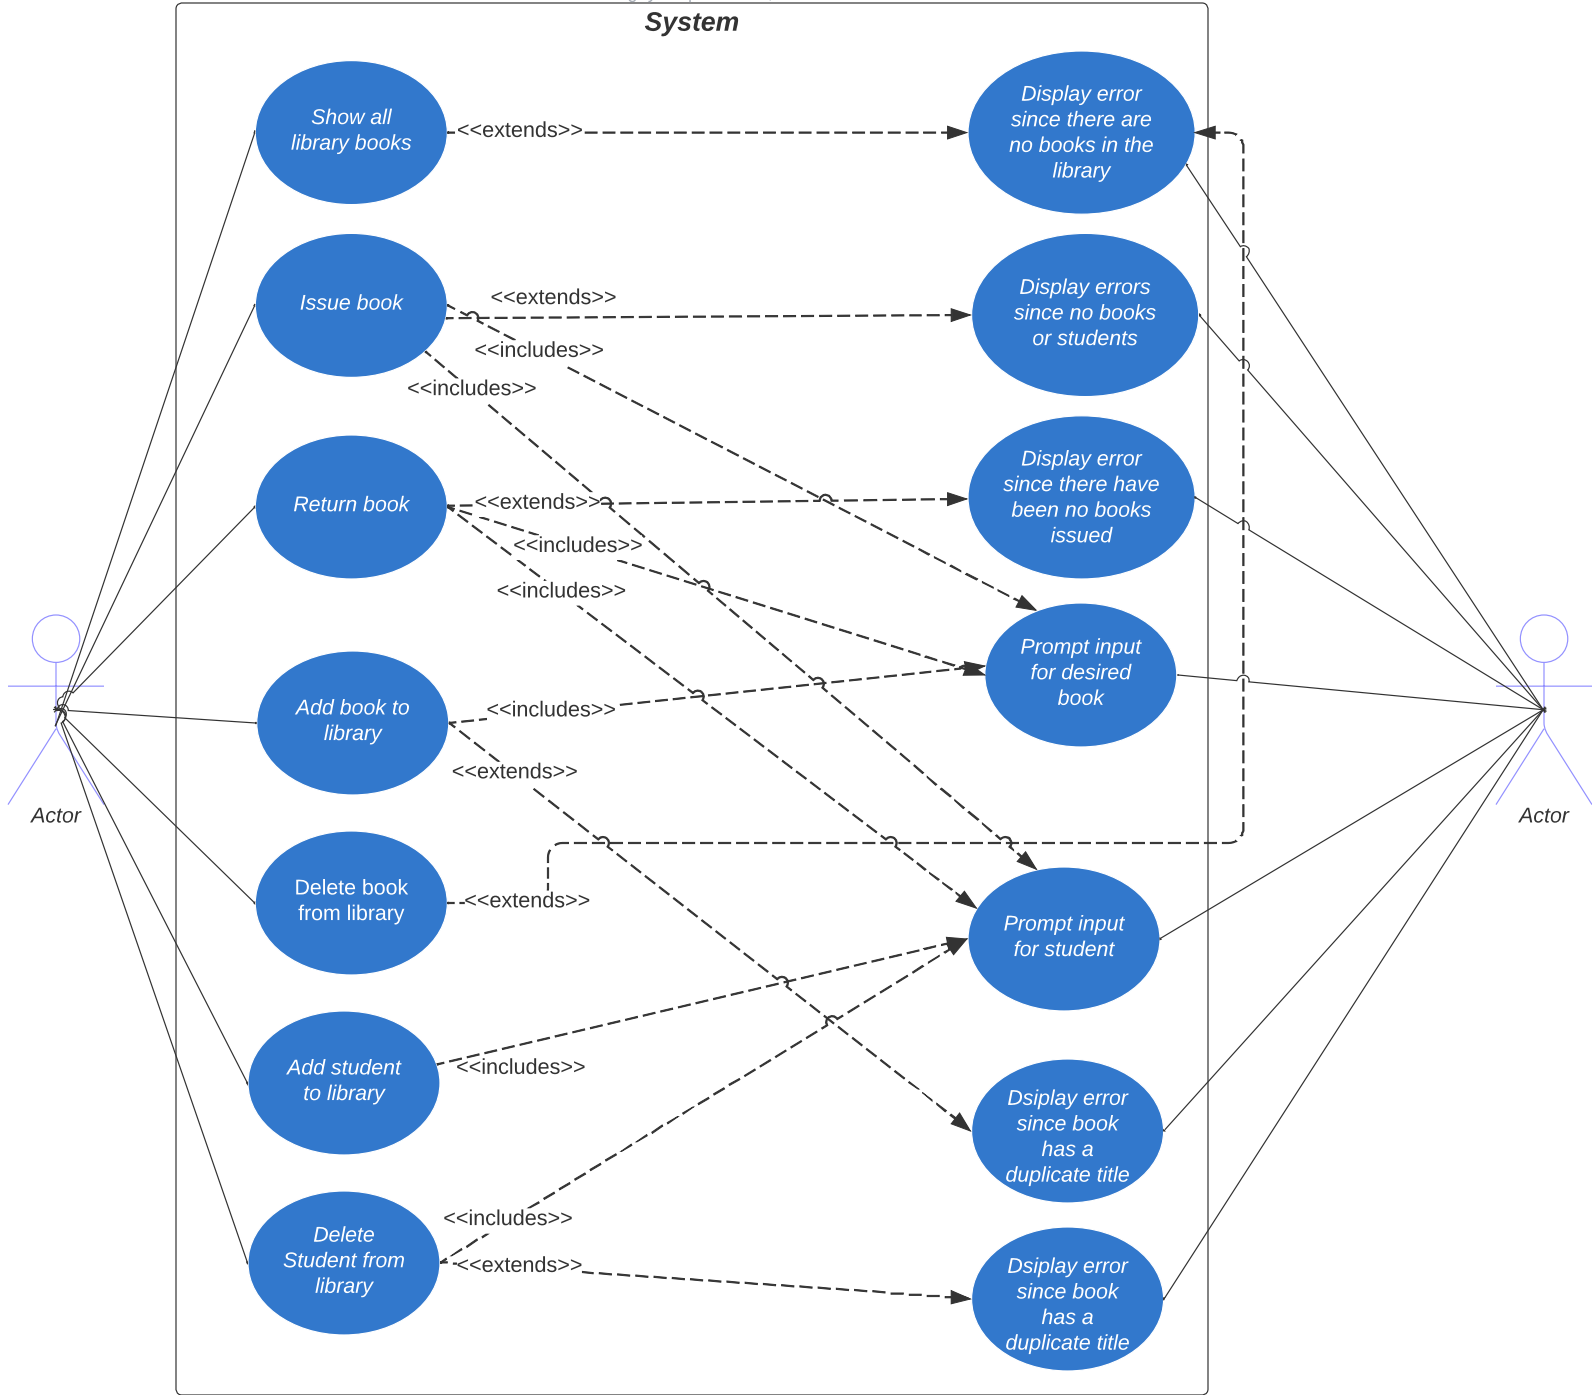 System
Show all
library books
<<extends>>
Display error
since there are
no books in the
library
Issue book
<<extends>>
<<includes>>
<<includes>>
Display errors
since no books
or students
Return book
<<extends>>
<<includes>>
<<includes>>
Display error
since there have
been no books
issued
Prompt input
for desired
book
Add book to
library
<<includes>>
<<extends>>
Actor
Actor
Delete book
from library
<<extends>>
Prompt input
for student
Add student
to library
<<includes>>
Dsiplay error
since book
has a
duplicate title
Delete
Student from
library
<<includes>>
<<extends>>
Dsiplay error
since book
has a
duplicate title